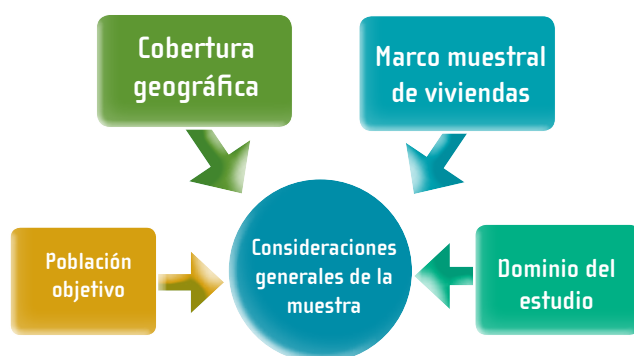 Cobertura
geográfica
Marco muestral
de viviendas
Población
objetivo
Consideraciones
generales de la
muestra
Dominio del
estudio